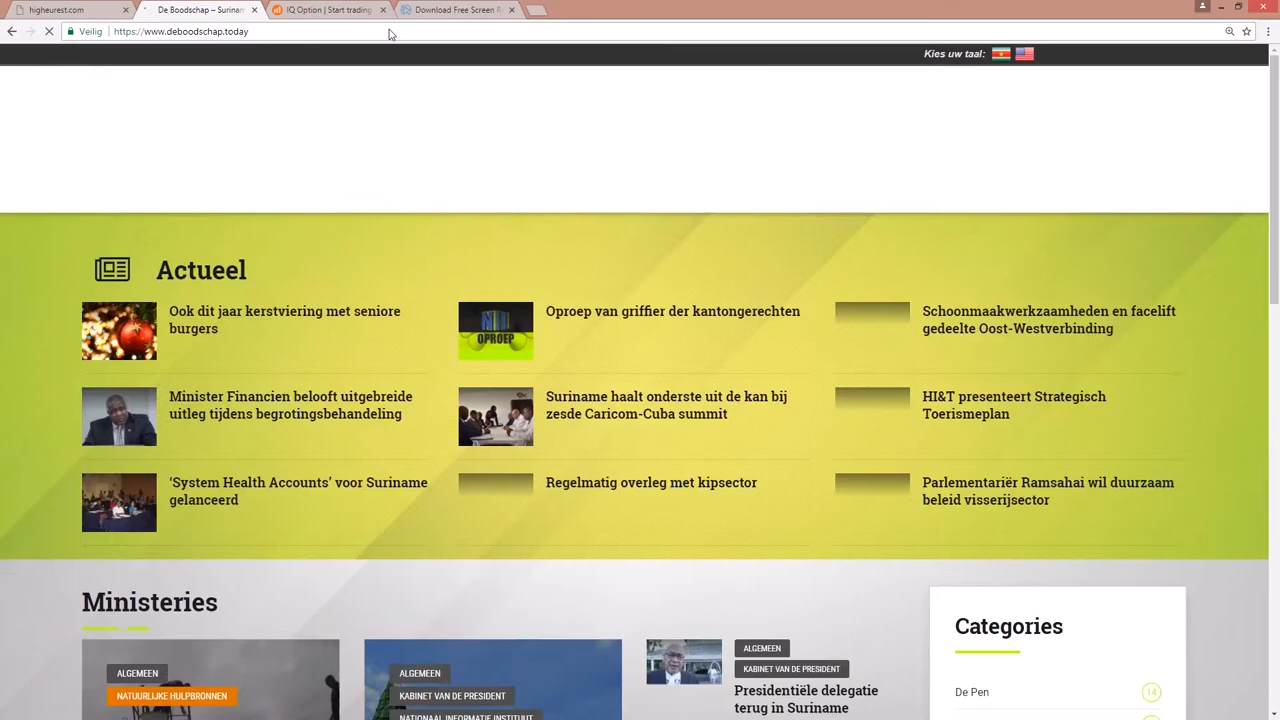 higheurest.com
De Boodschap – Surinam
IQ Option | Start trading
Download Free Screen R
Veilig
https://www.deboodschap.today
Kies uw taal:
Actueel
Ook dit jaar kerstviering met seniore
burgers
Oproep van griffier der kantongerechten
Schoonmaakwerkzaamheden en facelift
gedeelte Oost-Westverbinding
OPROEP
Minister Financien belooft uitgebreide
uitleg tijdens begrotingsbehandeling
Suriname haalt onderste uit de kan bij
zesde Caricom-Cuba summit
HI&T presenteert Strategisch
Toerismeplan
‘System Health Accounts’ voor Suriname
gelanceerd
Regelmatig overleg met kipsector
Parlementariër Ramsahai wil duurzaam
beleid visserijsector
Ministeries
Categories
ALGEMEEN
NATUURLIJKE HULPBRONNEN
ALGEMEEN
KABINET VAN DE PRESIDENT
NATIONAAL INFORMATIE INSTITUUT
ALGEMEEN
KABINET VAN DE PRESIDENT
Presidentiële delegatie
terug in Suriname
De Pen
14